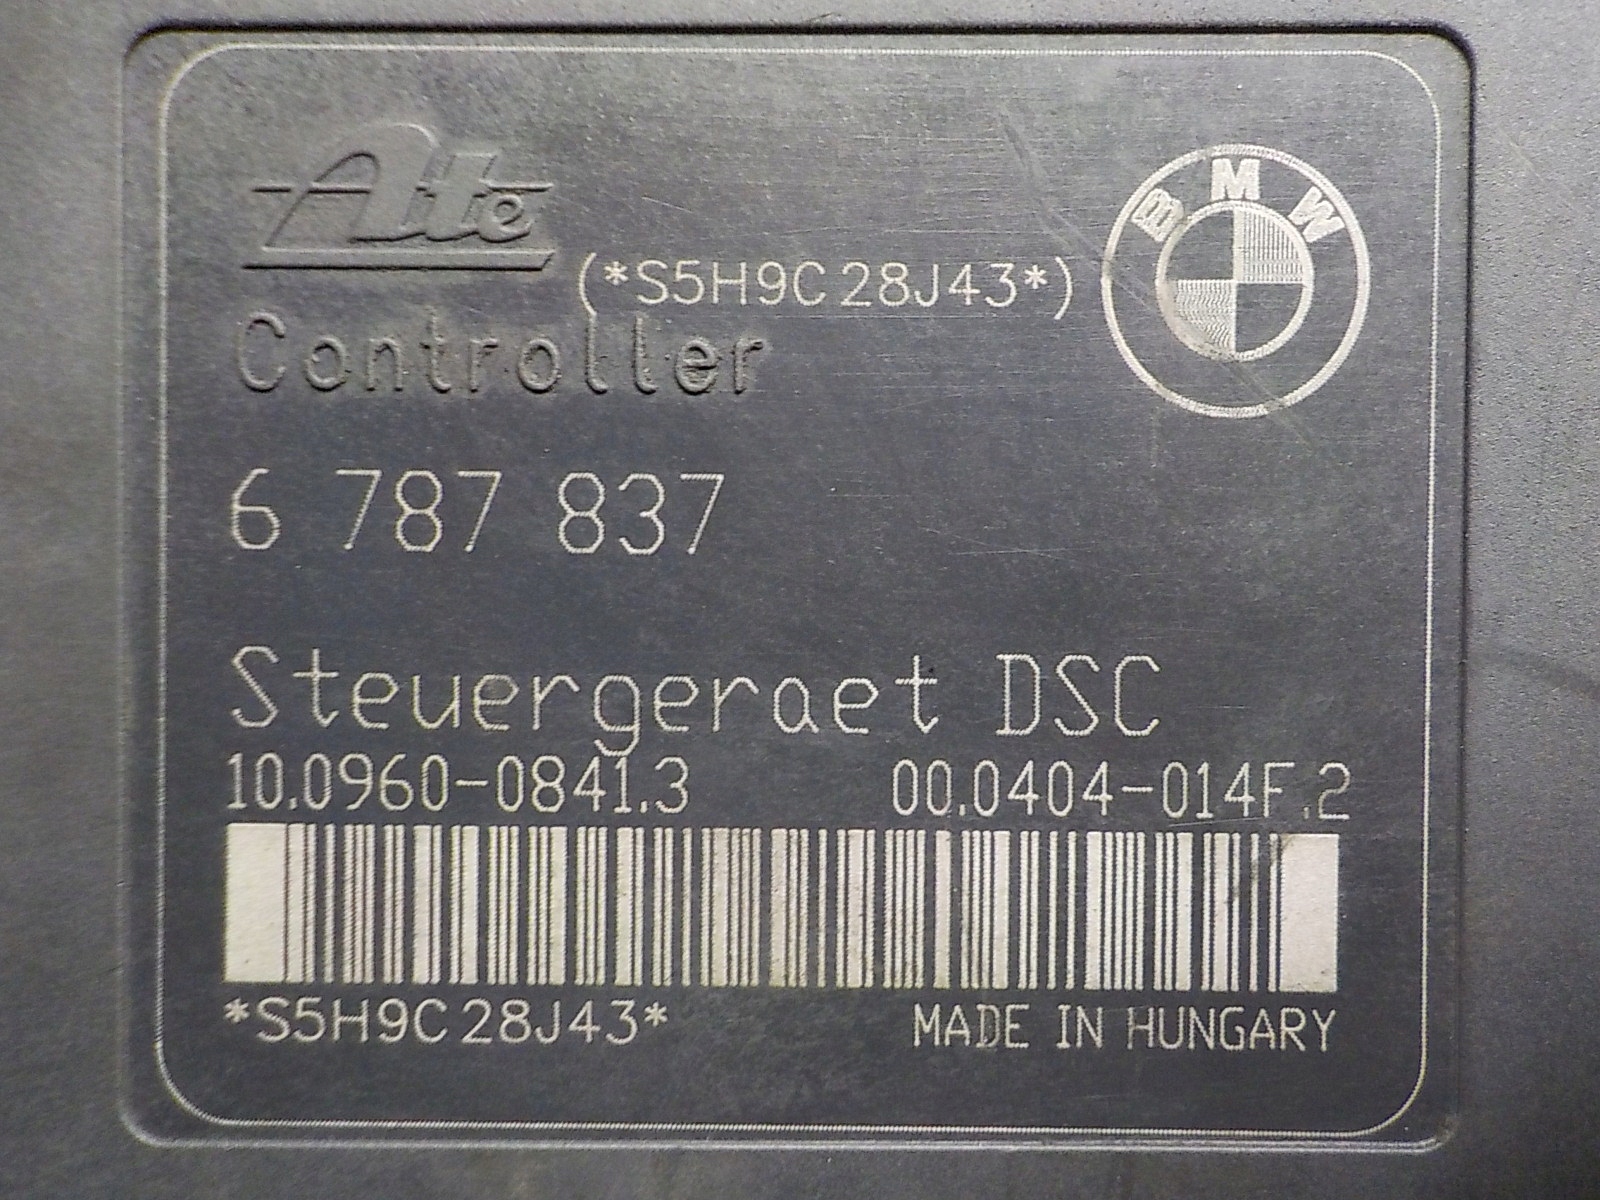 Ate
BMW
(*S5H9C28J43*)
Controller
6 787 837
Steuergeraet DSC
10.0960-0841.3 00.0404-014F.2
*S5H9C28J43* MADE IN HUNGARY